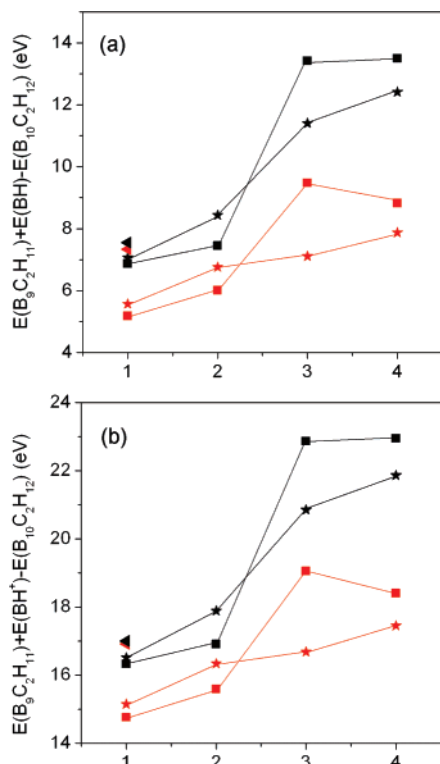 (a)
E(B₉C₂H₁₁)+E(BH)-E(B₁₀C₂H₁₂) (eV)
14
12
10
8
6
4
1 2 3 4
(b)
E(B₉C₂H₁₁)+E(BH⁺)-E(B₁₀C₂H₁₂) (eV)
24
22
20
18
16
14
1 2 3 4